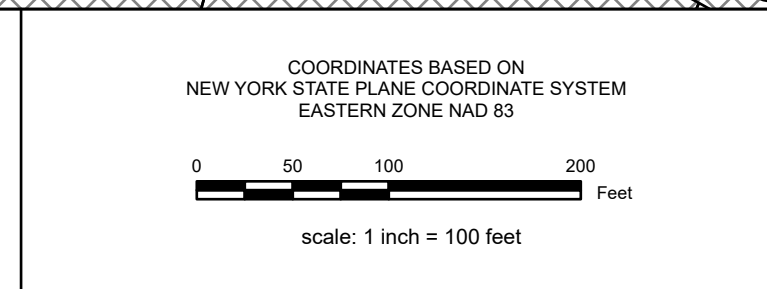 COORDINATES BASED ON
NEW YORK STATE PLANE COORDINATE SYSTEM
EASTERN ZONE NAD 83
0 50 100 200
Feet
scale: 1 inch = 100 feet